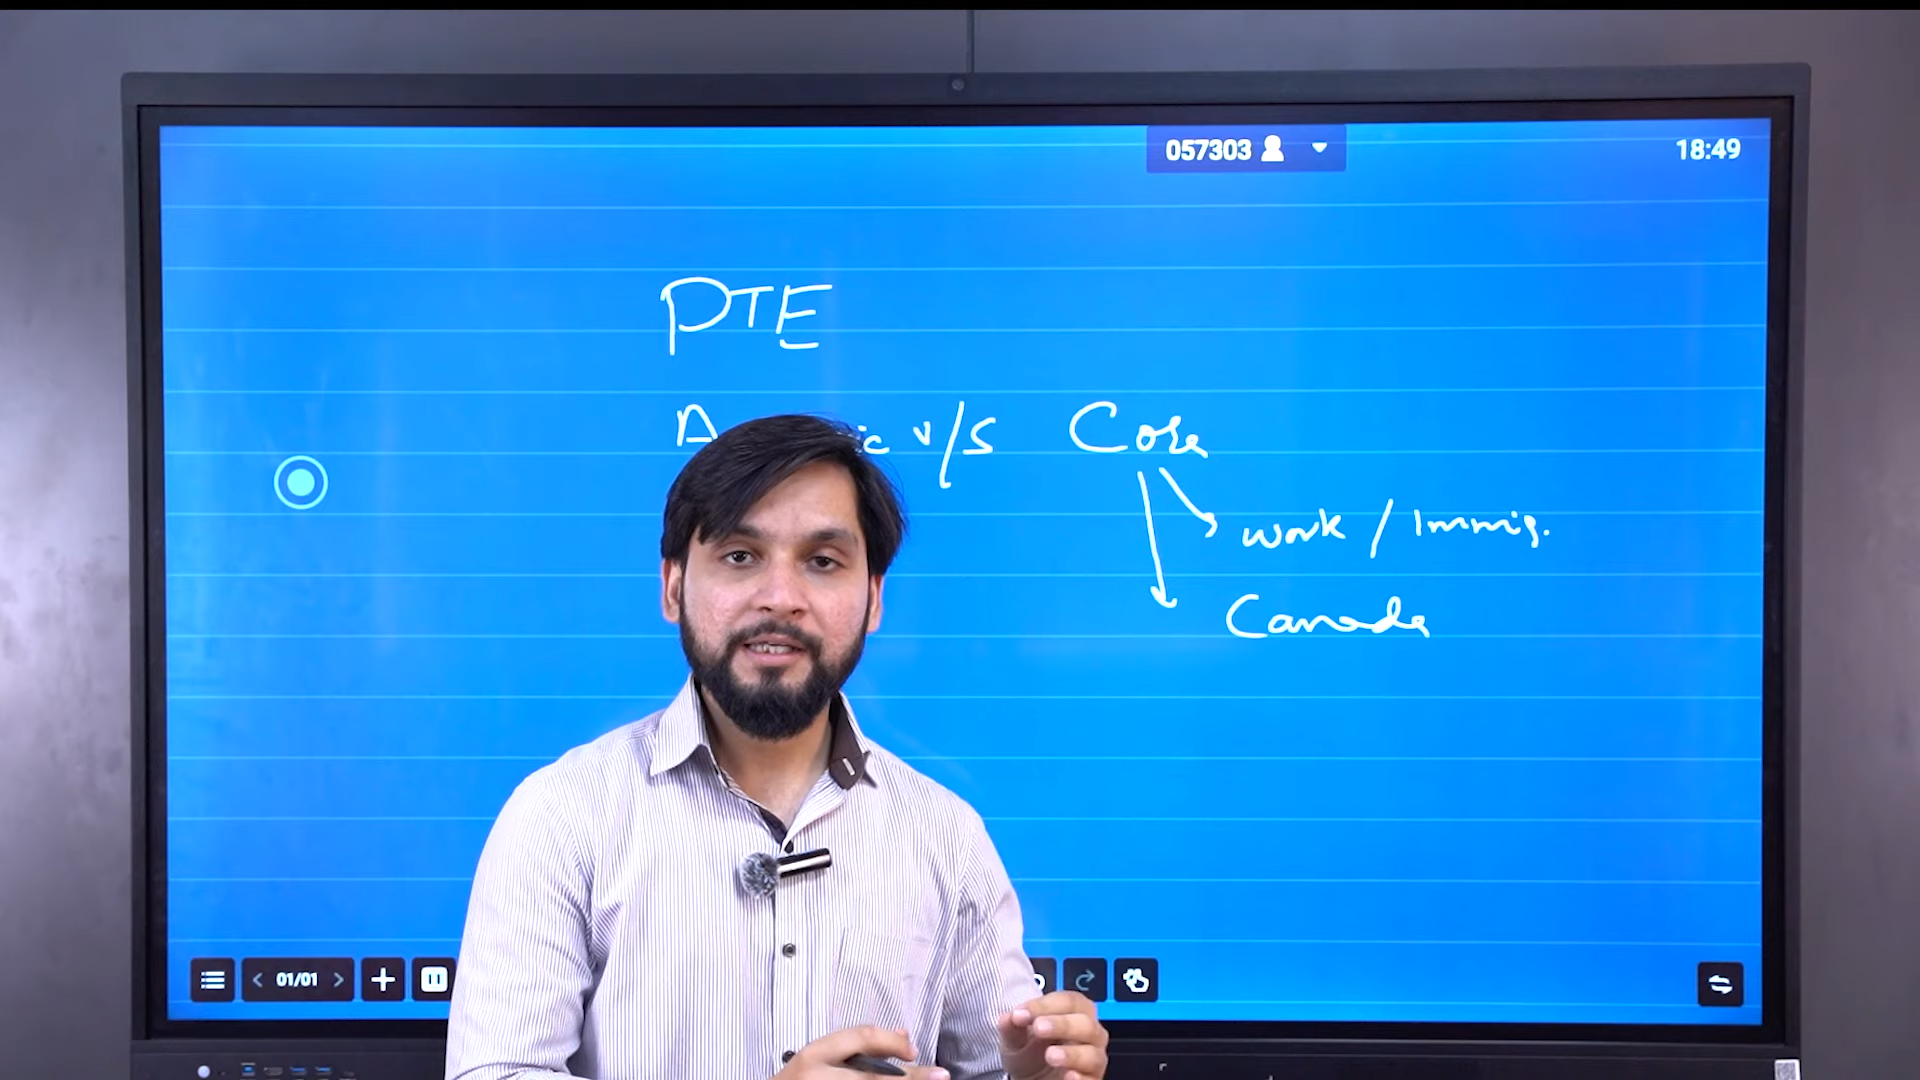 057303
18:49
PTE
v/s Core
work / Immig.
Canada
01/01